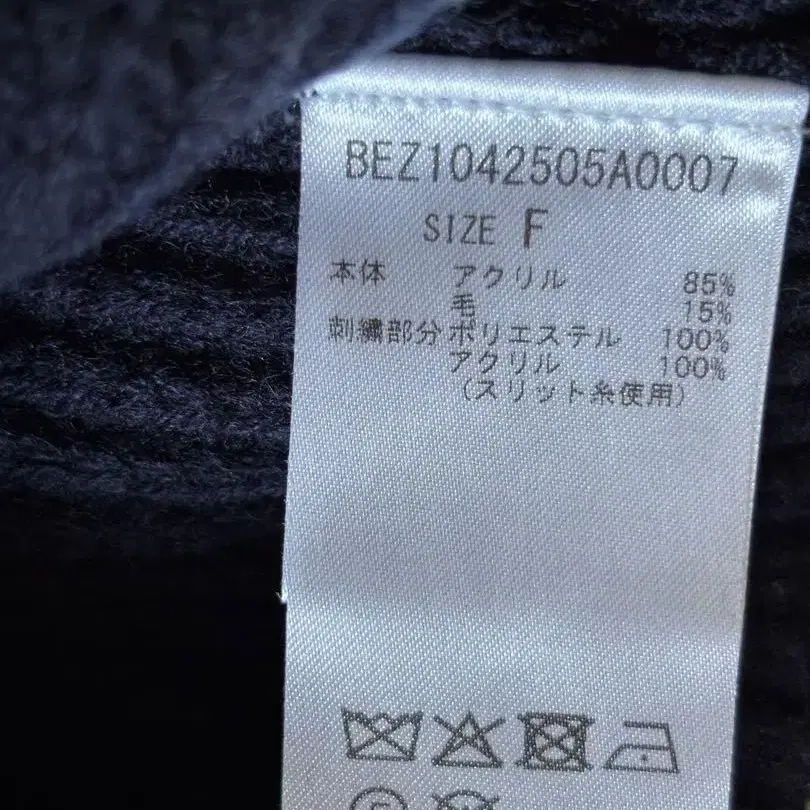 BEZ1042505A0007
SIZE F
本体 アクリル 85%
毛 15%
刺繍部分 ポリエステル 100%
アクリル 100%
(スリット糸使用)